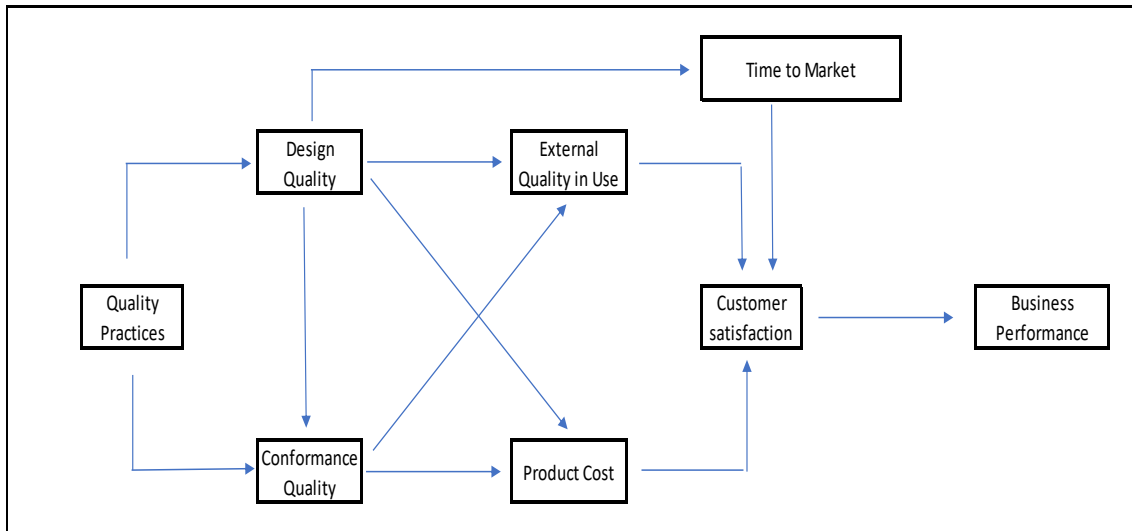 Time to Market
Design
Quality
External
Quality in Use
Quality
Practices
Customer
satisfaction
Business
Performance
Conformance
Quality
Product Cost